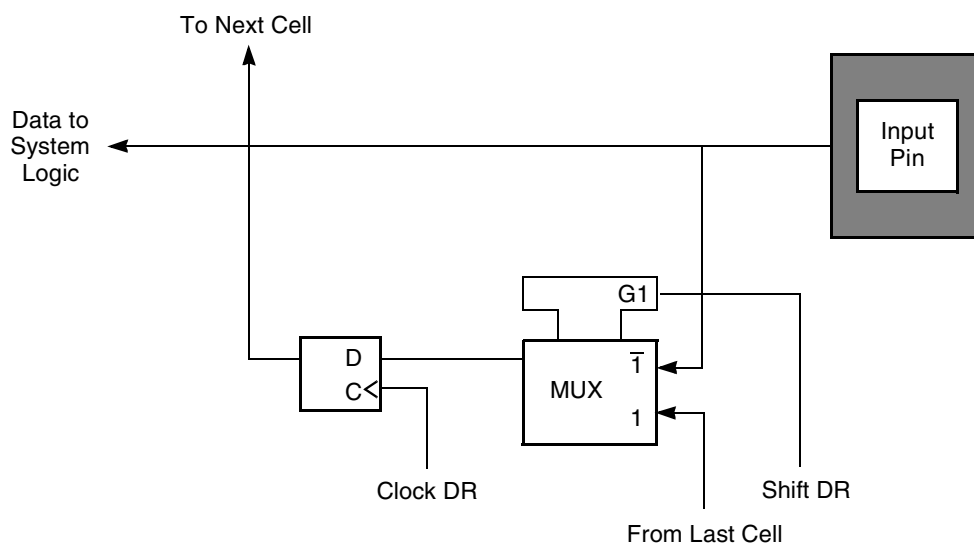 To Next Cell
Data to
System
Logic
Input
Pin
G1
D
C
MUX
1̅
1
Clock DR
Shift DR
From Last Cell